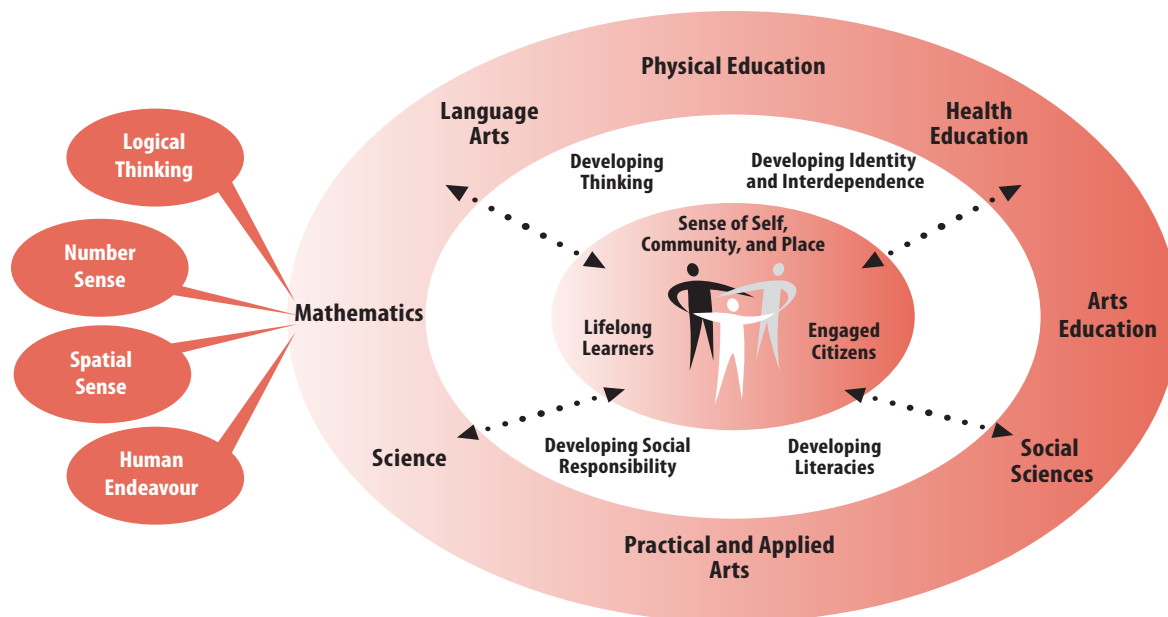 Physical Education
Language
Arts
Health
Education
Logical
Thinking
Developing
Thinking
Developing Identity
and Interdependence
Sense of Self,
Community, and Place
Number
Sense
Mathematics
Arts
Education
Lifelong
Learners
Engaged
Citizens
Spatial
Sense
Human
Endeavour
Science
Developing Social
Responsibility
Developing
Literacies
Social
Sciences
Practical and Applied
Arts